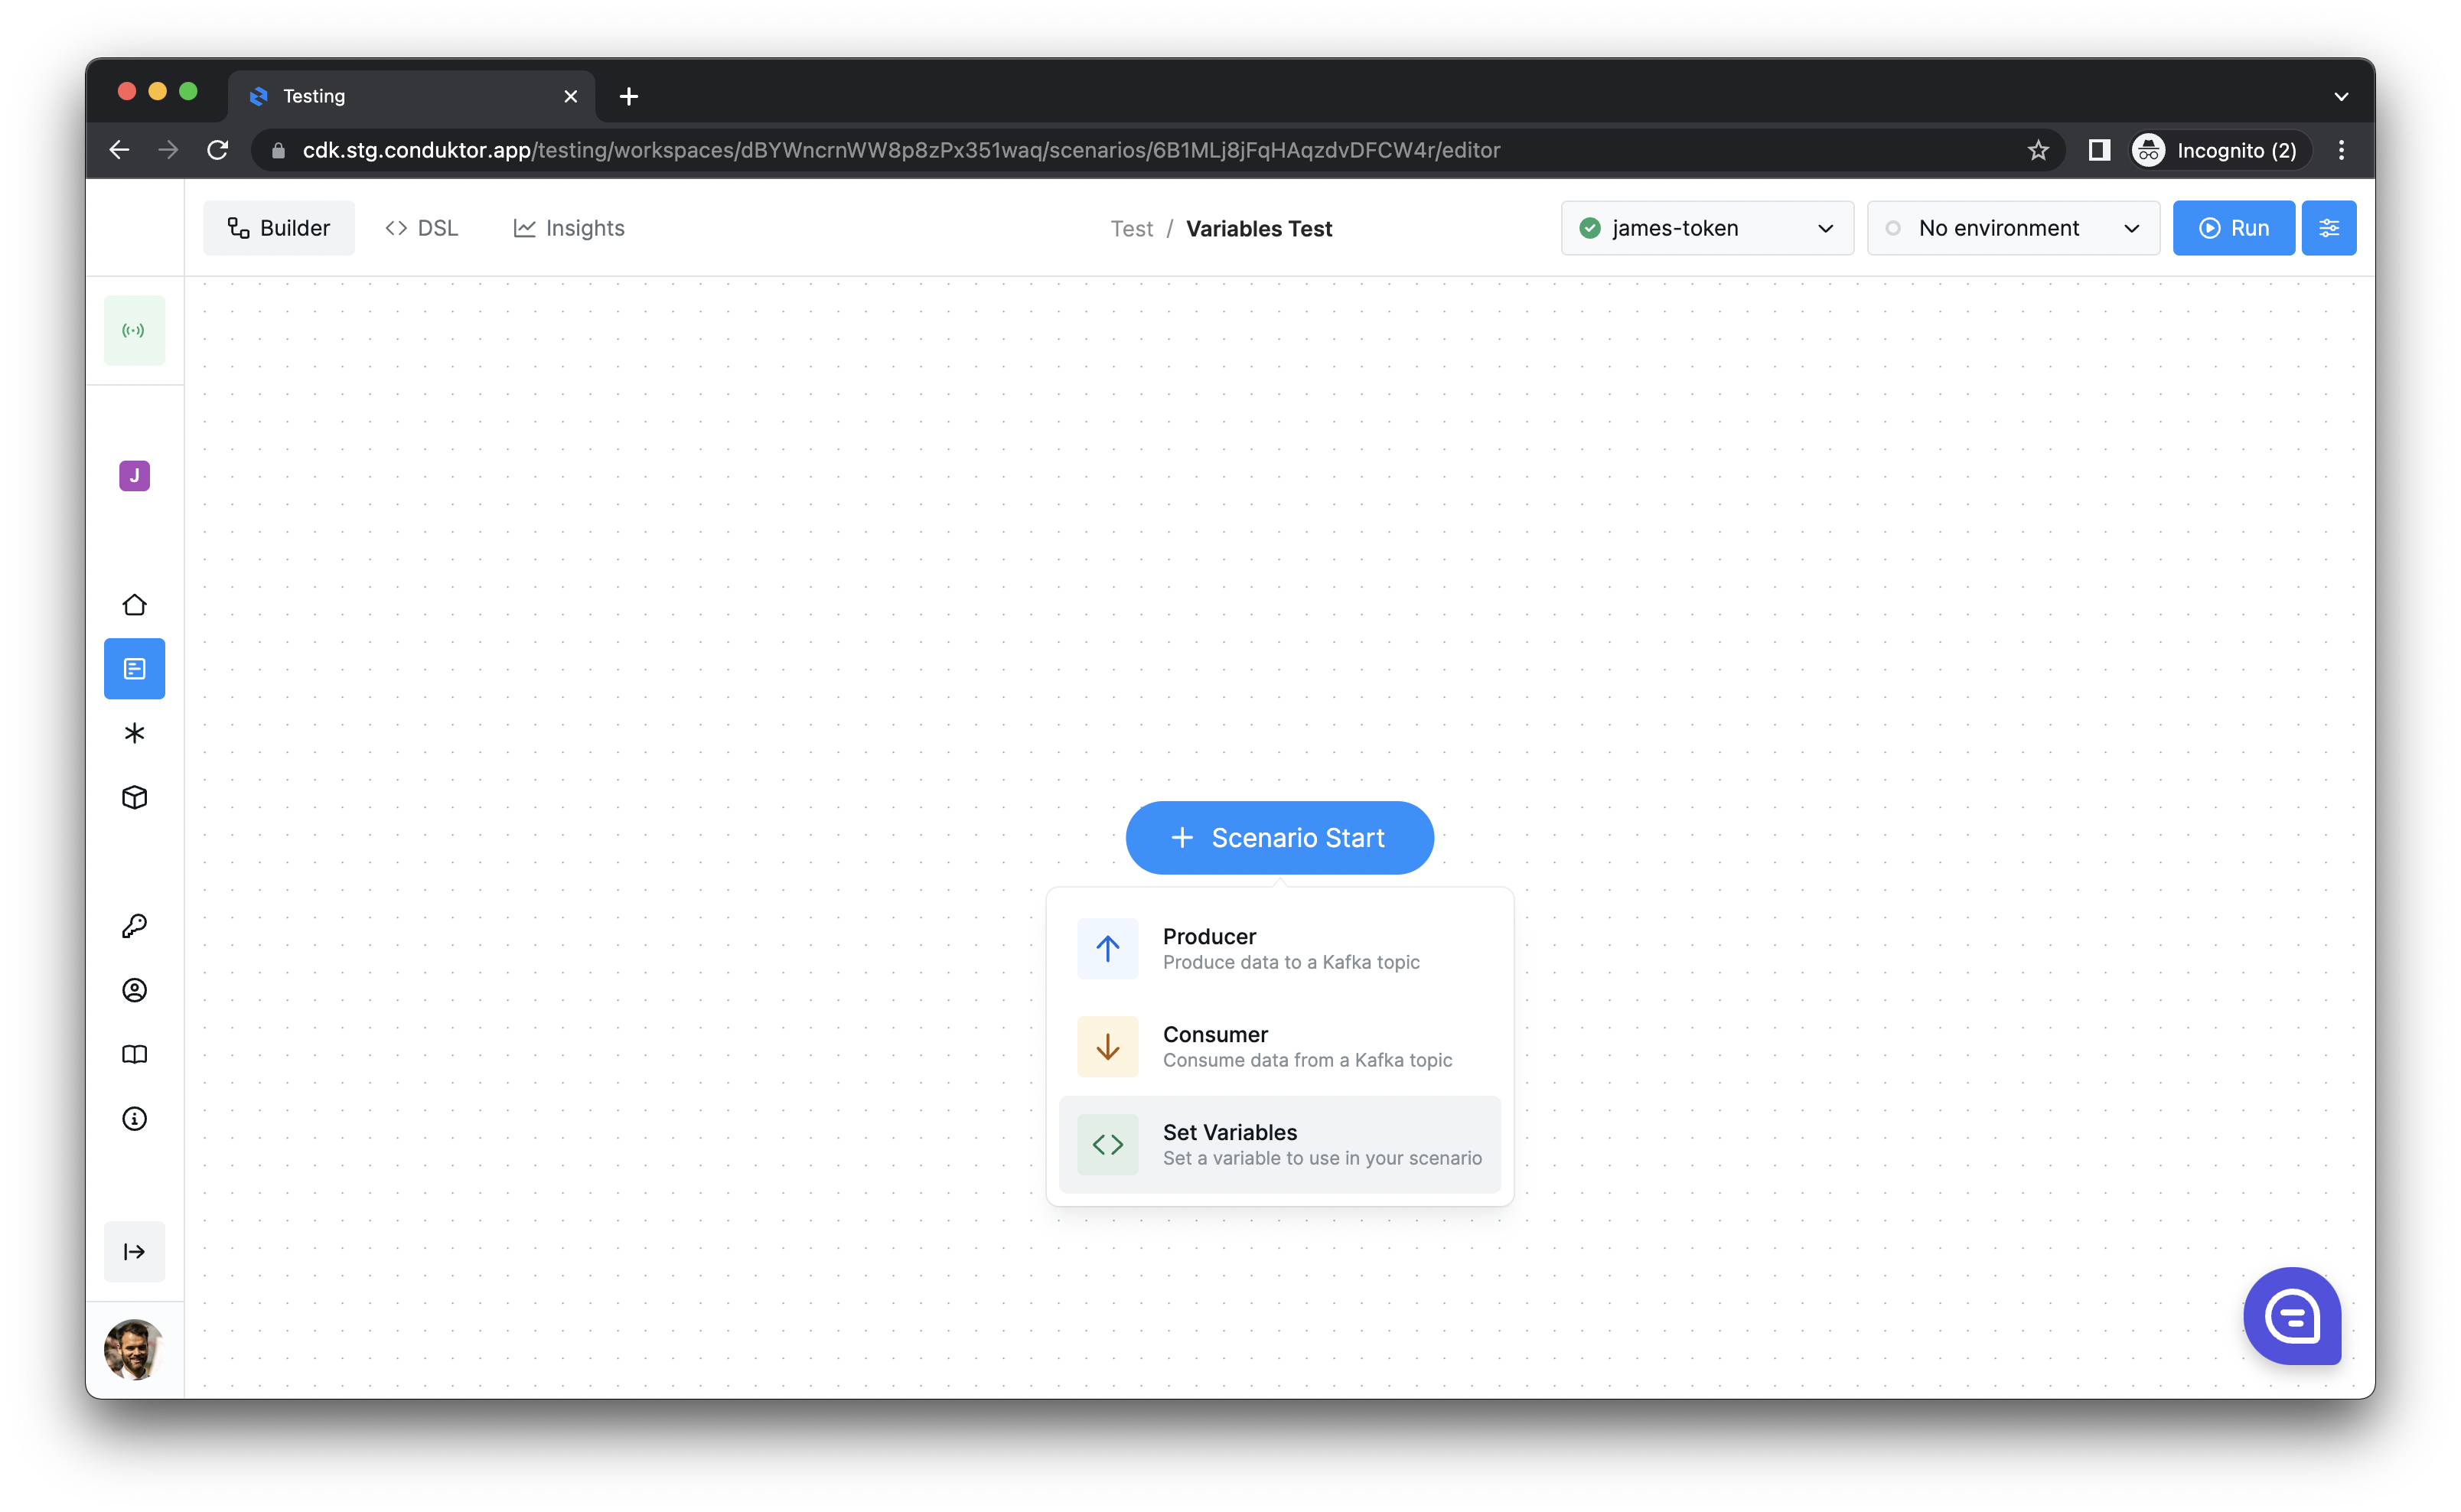 Testing
cdk.stg.conduktor.app/testing/workspaces/dBYWncrnWW8p8zPx351waq/scenarios/6B1MLj8jFqHAqzdvDFCW4r/editor
Incognito (2)
Builder
DSL
Insights
Test / Variables Test
james-token
No environment
Run
J
Scenario Start
Producer
Produce data to a Kafka topic
Consumer
Consume data from a Kafka topic
Set Variables
Set a variable to use in your scenario